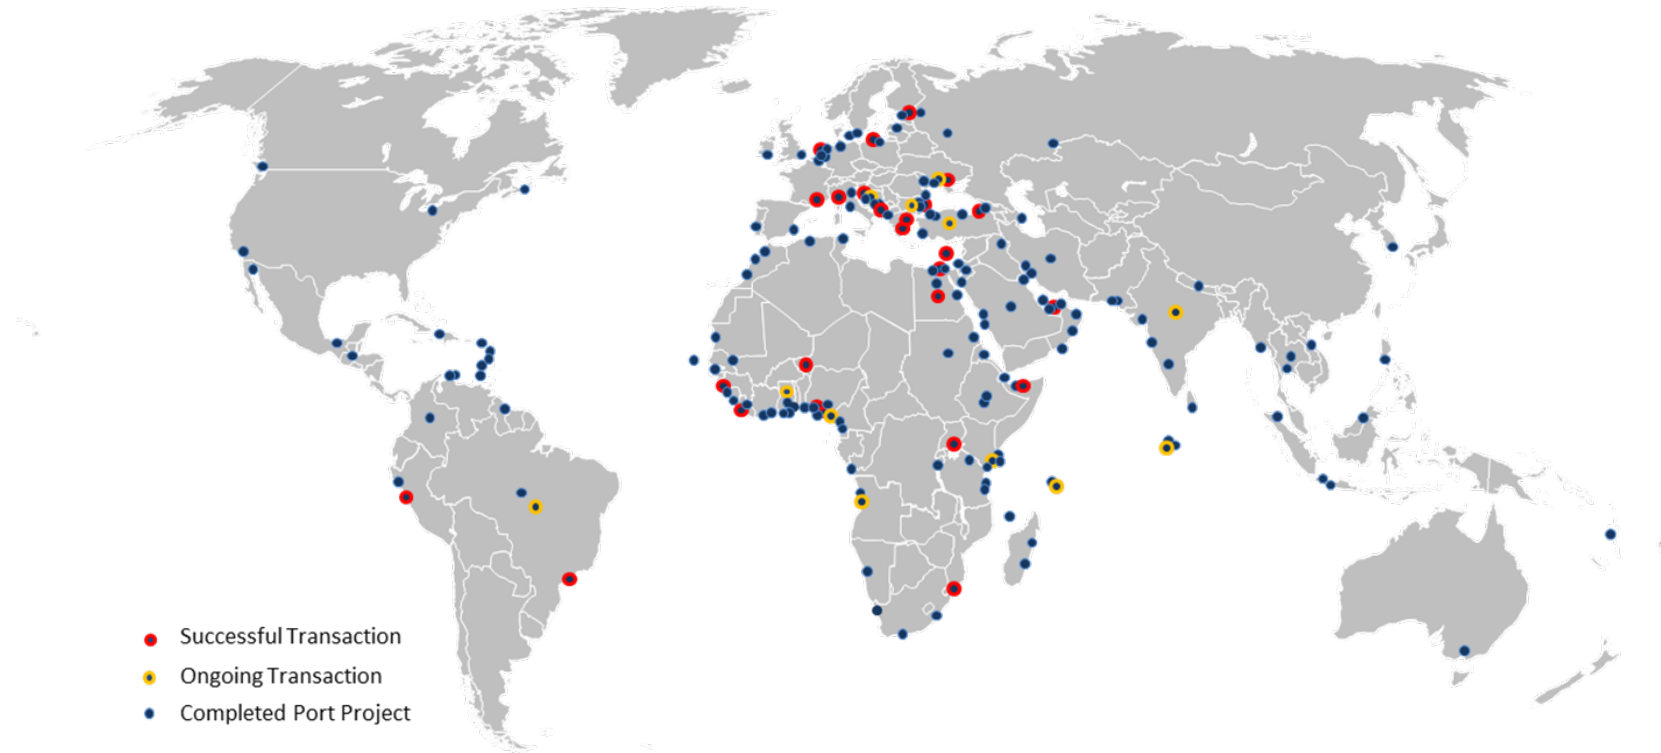 Successful Transaction
Ongoing Transaction
Completed Port Project